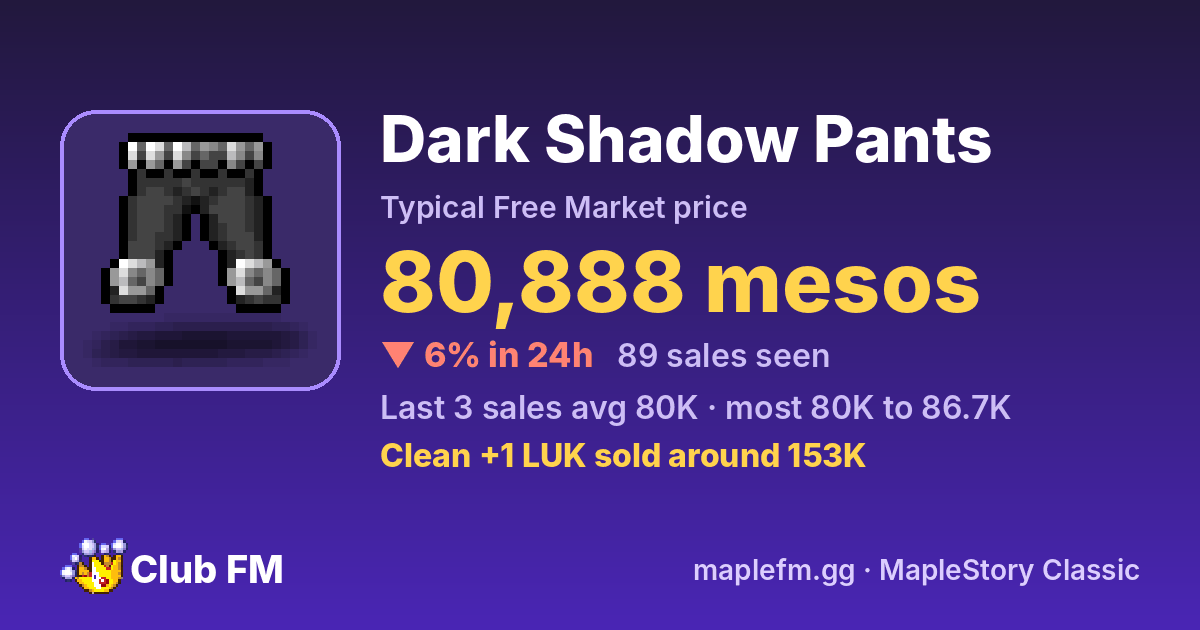 Dark Shadow Pants
Typical Free Market price
80,888 mesos
▼ 6% in 24h 89 sales seen
Last 3 sales avg 80K · most 80K to 86.7K
Clean +1 LUK sold around 153K
Club FM
maplefm.gg · MapleStory Classic